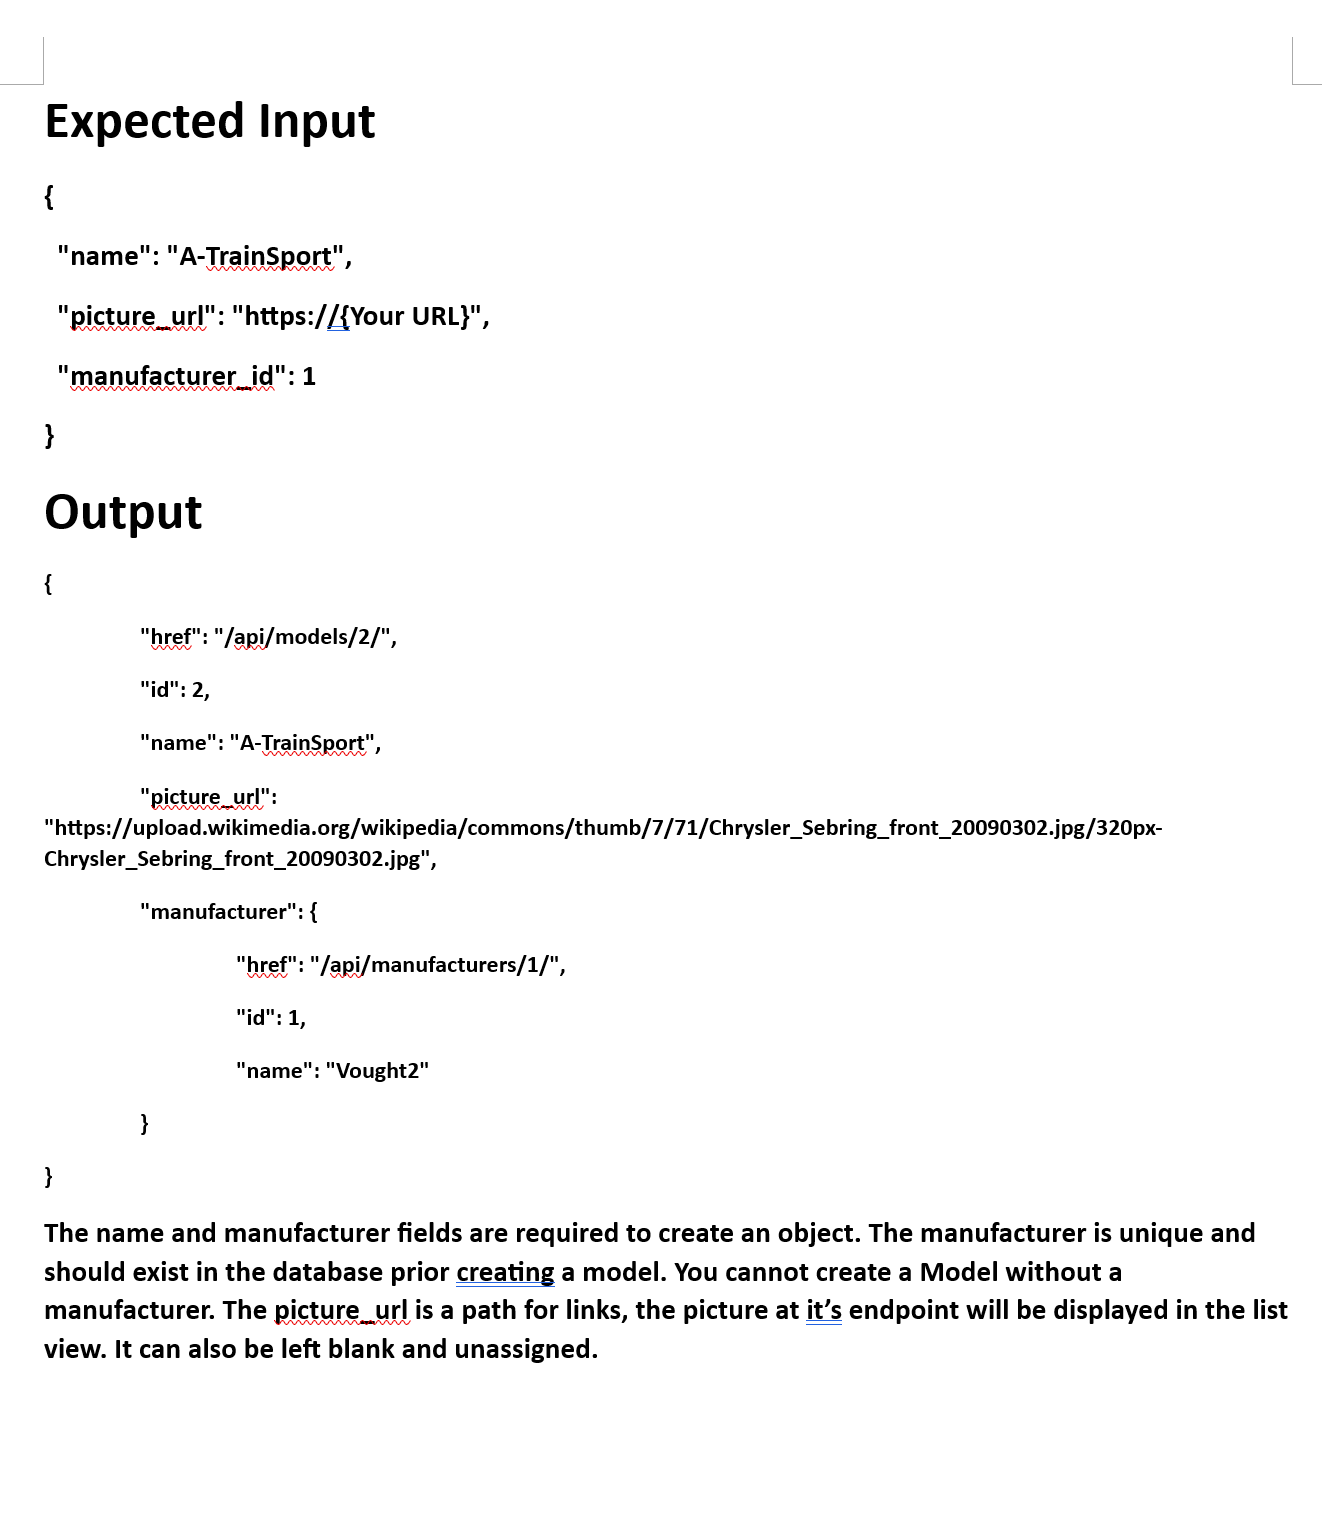 Expected Input
{
"name": "A-TrainSport",
"picture_url": "https://{Your URL}",
"manufacturer_id": 1
}
Output
{
"href": "/api/models/2/",
"id": 2,
"name": "A-TrainSport",
"picture_url":
"https://upload.wikimedia.org/wikipedia/commons/thumb/7/71/Chrysler_Sebring_front_20090302.jpg/320px-
Chrysler_Sebring_front_20090302.jpg",
"manufacturer": {
"href": "/api/manufacturers/1/",
"id": 1,
"name": "Vought2"
}
}
The name and manufacturer fields are required to create an object. The manufacturer is unique and
should exist in the database prior creating a model. You cannot create a Model without a
manufacturer. The picture_url is a path for links, the picture at it’s endpoint will be displayed in the list
view. It can also be left blank and unassigned.